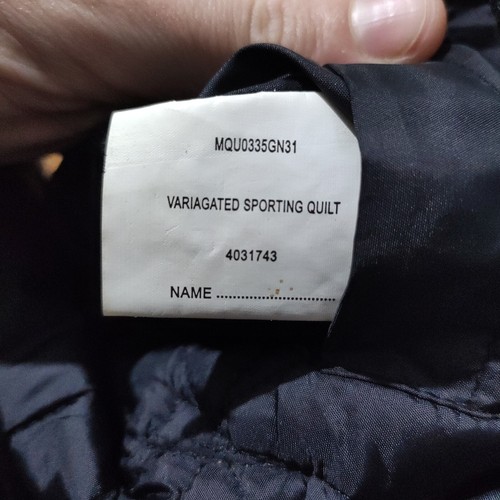 MQU0335GN31
VARIAGATED SPORTING QUILT
4031743
NAME ..............................